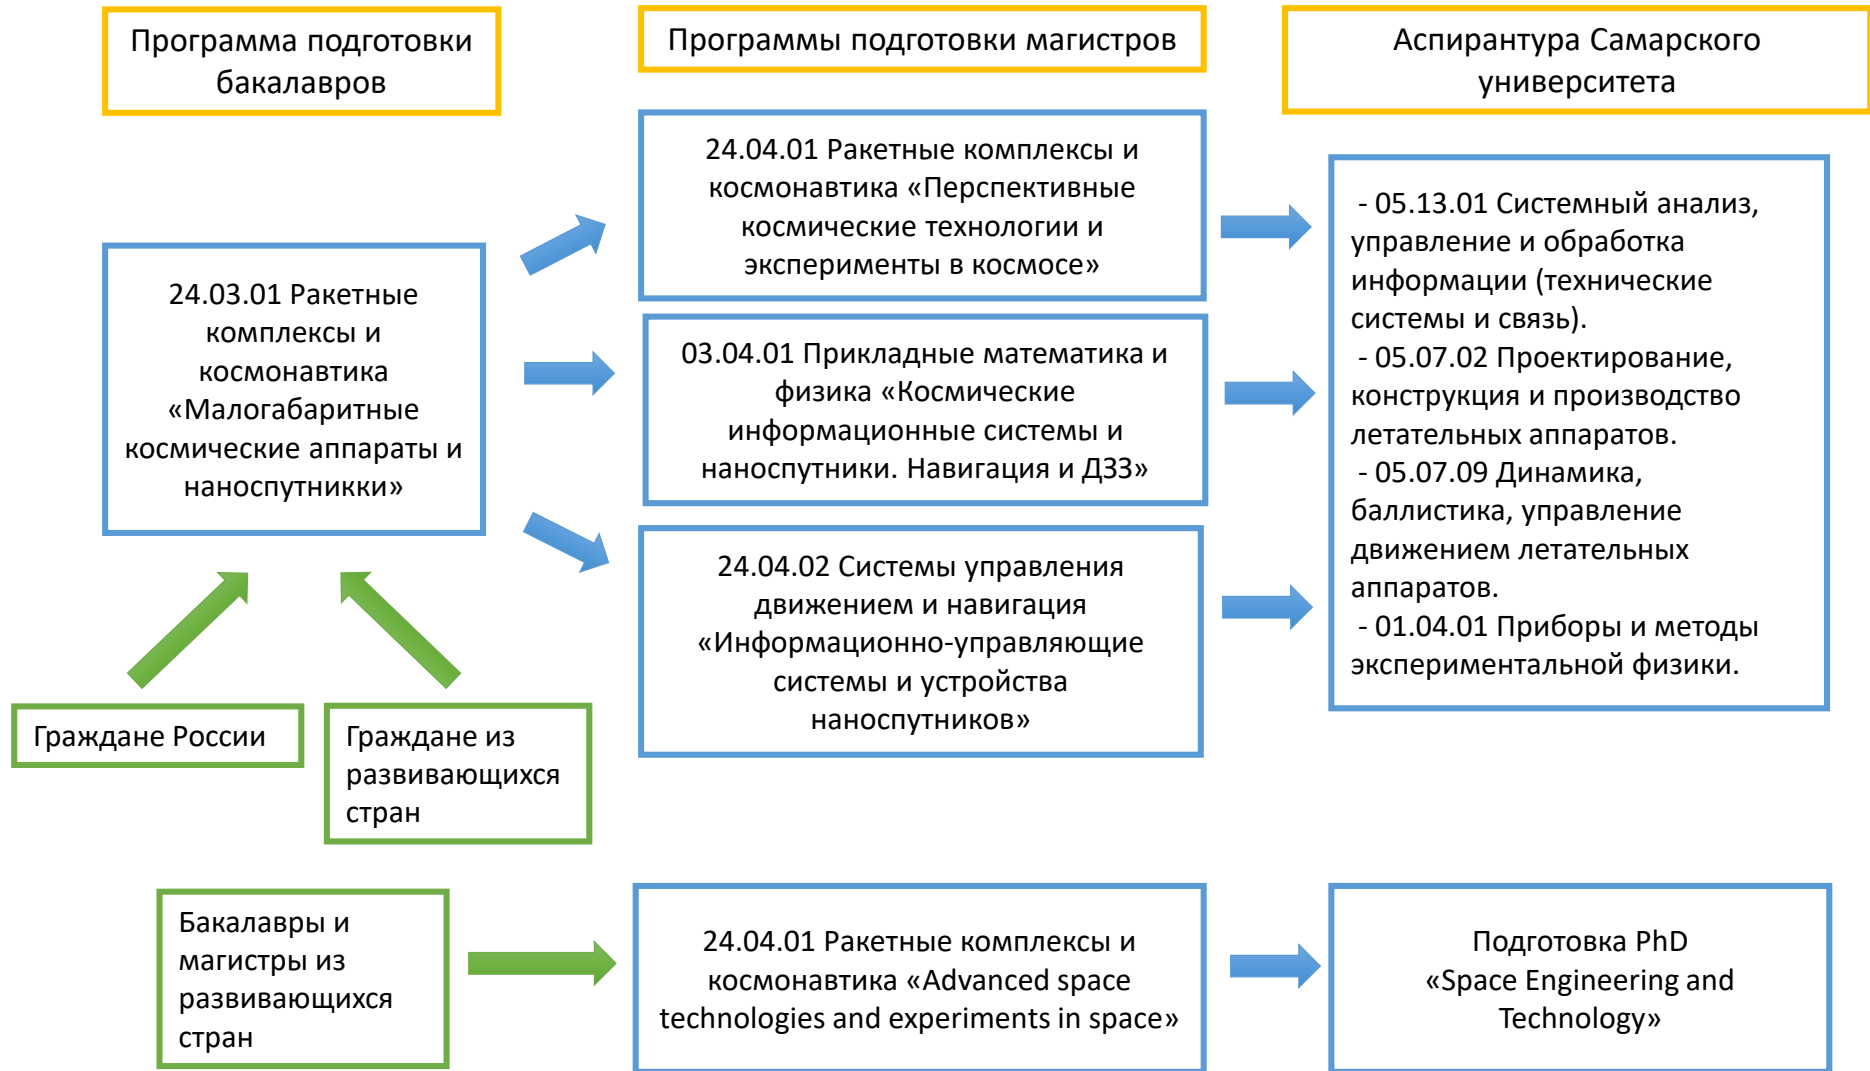 Программа подготовки
бакалавров
Программы подготовки магистров
Аспирантура Самарского
университета
24.03.01 Ракетные
комплексы и
космонавтика
«Малогабаритные
космические аппараты и
наноспутникки»
24.04.01 Ракетные комплексы и
космонавтика «Перспективные
космические технологии и
эксперименты в космосе»
03.04.01 Прикладные математика и
физика «Космические
информационные системы и
наноспутники. Навигация и ДЗЗ»
24.04.02 Системы управления
движением и навигация
«Информационно-управляющие
системы и устройства
наноспутников»
- 05.13.01 Системный анализ,
управление и обработка
информации (технические
системы и связь).
- 05.07.02 Проектирование,
конструкция и производство
летательных аппаратов.
- 05.07.09 Динамика,
баллистика, управление
движением летательных
аппаратов.
- 01.04.01 Приборы и методы
экспериментальной физики.
Граждане России
Граждане из
развивающихся
стран
Бакалавры и
магистры из
развивающихся
стран
24.04.01 Ракетные комплексы и
космонавтика «Advanced space
technologies and experiments in space»
Подготовка PhD
«Space Engineering and
Technology»